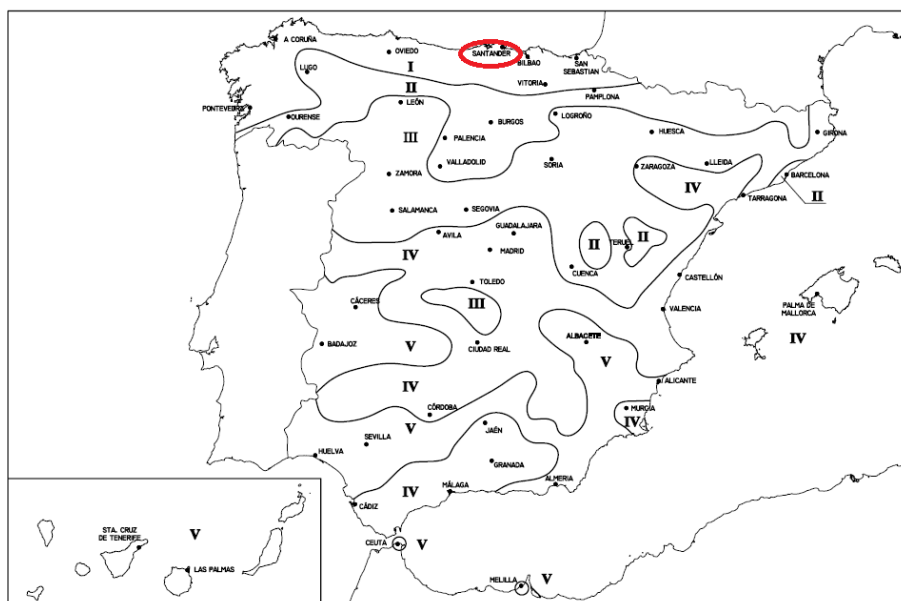 A CORUÑA
OVIEDO
SANTANDER
BILBAO
SAN
SEBASTIAN
LUGO
I
VITORIA
PAMPLONA
II
LEÓN
PONTEVEDRA
OURENSE
BURGOS
LOGROÑO
HUESCA
GIRONA
III
PALENCIA
VALLADOLID
SORIA
ZARAGOZA
LLEIDA
BARCELONA
ZAMORA
IV
TARRAGONA
II
SALAMANCA
SEGOVIA
AVILA
GUADALAJARA
II
II
TERUEL
IV
MADRID
CUENCA
CASTELLÓN
TOLEDO
CÁCERES
III
VALENCIA
PALMA DE
MALLORCA
IV
BADAJOZ
V
CIUDAD REAL
ALBACETE
V
ALICANTE
IV
CÓRDOBA
MURCIA
IV
V
JAÉN
SEVILLA
HUELVA
GRANADA
ALMERIA
IV
MÁLAGA
CÁDIZ
CEUTA
V
MELILLA
V
STA. CRUZ
DE TENERIFE
V
LAS PALMAS